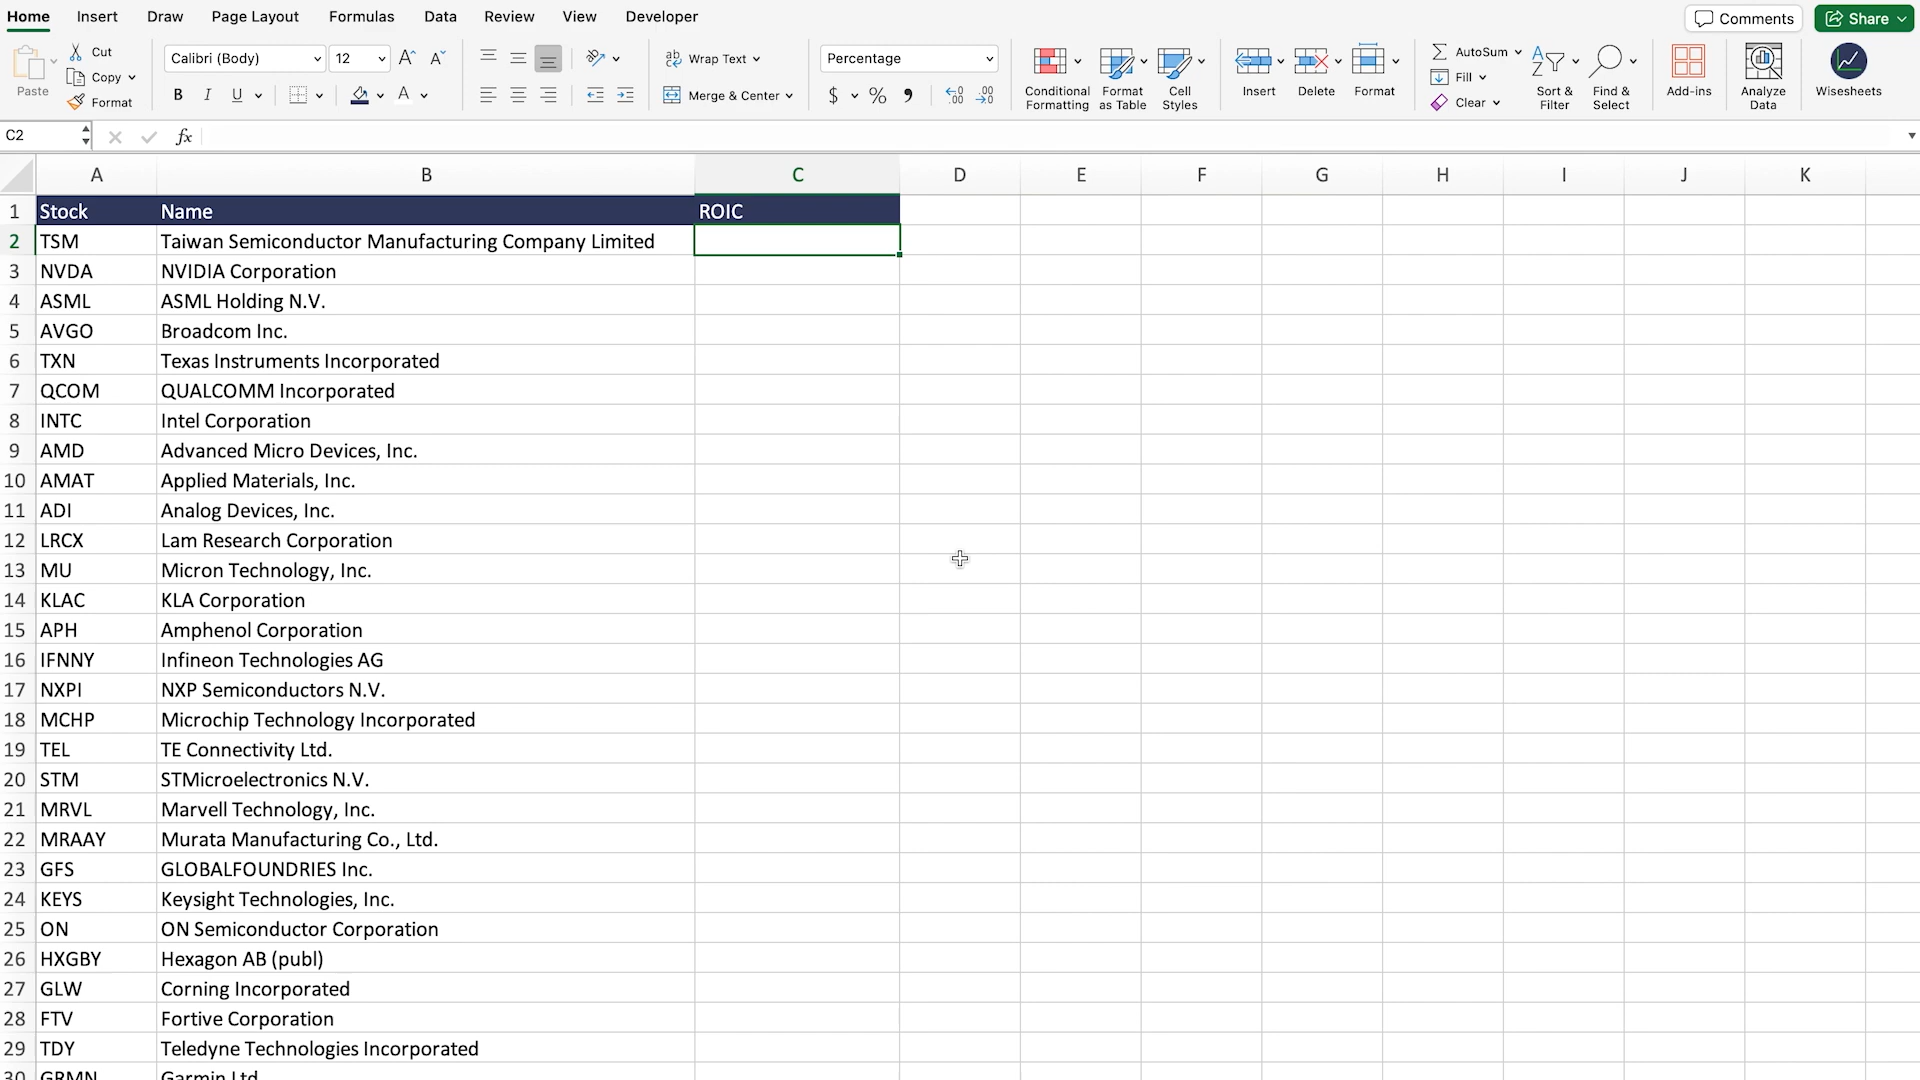 Home Insert Draw Page Layout Formulas Data Review View Developer Comments Share
Paste Cut Copy Format
Calibri (Body) 12
B I U A
ab Wrap Text
Merge & Center
Percentage
$ % 9
Conditional Formatting
Format as Table
Cell Styles
Insert Delete Format
AutoSum
Fill
Clear
Sort & Filter
Find & Select
Add-ins
Analyze Data
Wisesheets
C2 fx
A B C D E F G H I J K
1 Stock Name ROIC
2 TSM Taiwan Semiconductor Manufacturing Company Limited
3 NVDA NVIDIA Corporation
4 ASML ASML Holding N.V.
5 AVGO Broadcom Inc.
6 TXN Texas Instruments Incorporated
7 QCOM QUALCOMM Incorporated
8 INTC Intel Corporation
9 AMD Advanced Micro Devices, Inc.
10 AMAT Applied Materials, Inc.
11 ADI Analog Devices, Inc.
12 LRCX Lam Research Corporation
13 MU Micron Technology, Inc.
14 KLAC KLA Corporation
15 APH Amphenol Corporation
16 IFNNY Infineon Technologies AG
17 NXPI NXP Semiconductors N.V.
18 MCHP Microchip Technology Incorporated
19 TEL TE Connectivity Ltd.
20 STM STMicroelectronics N.V.
21 MRVL Marvell Technology, Inc.
22 MRAAY Murata Manufacturing Co., Ltd.
23 GFS GLOBALFOUNDRIES Inc.
24 KEYS Keysight Technologies, Inc.
25 ON ON Semiconductor Corporation
26 HXGBY Hexagon AB (publ)
27 GLW Corning Incorporated
28 FTV Fortive Corporation
29 TDY Teledyne Technologies Incorporated
30 GRMN Garmin Ltd